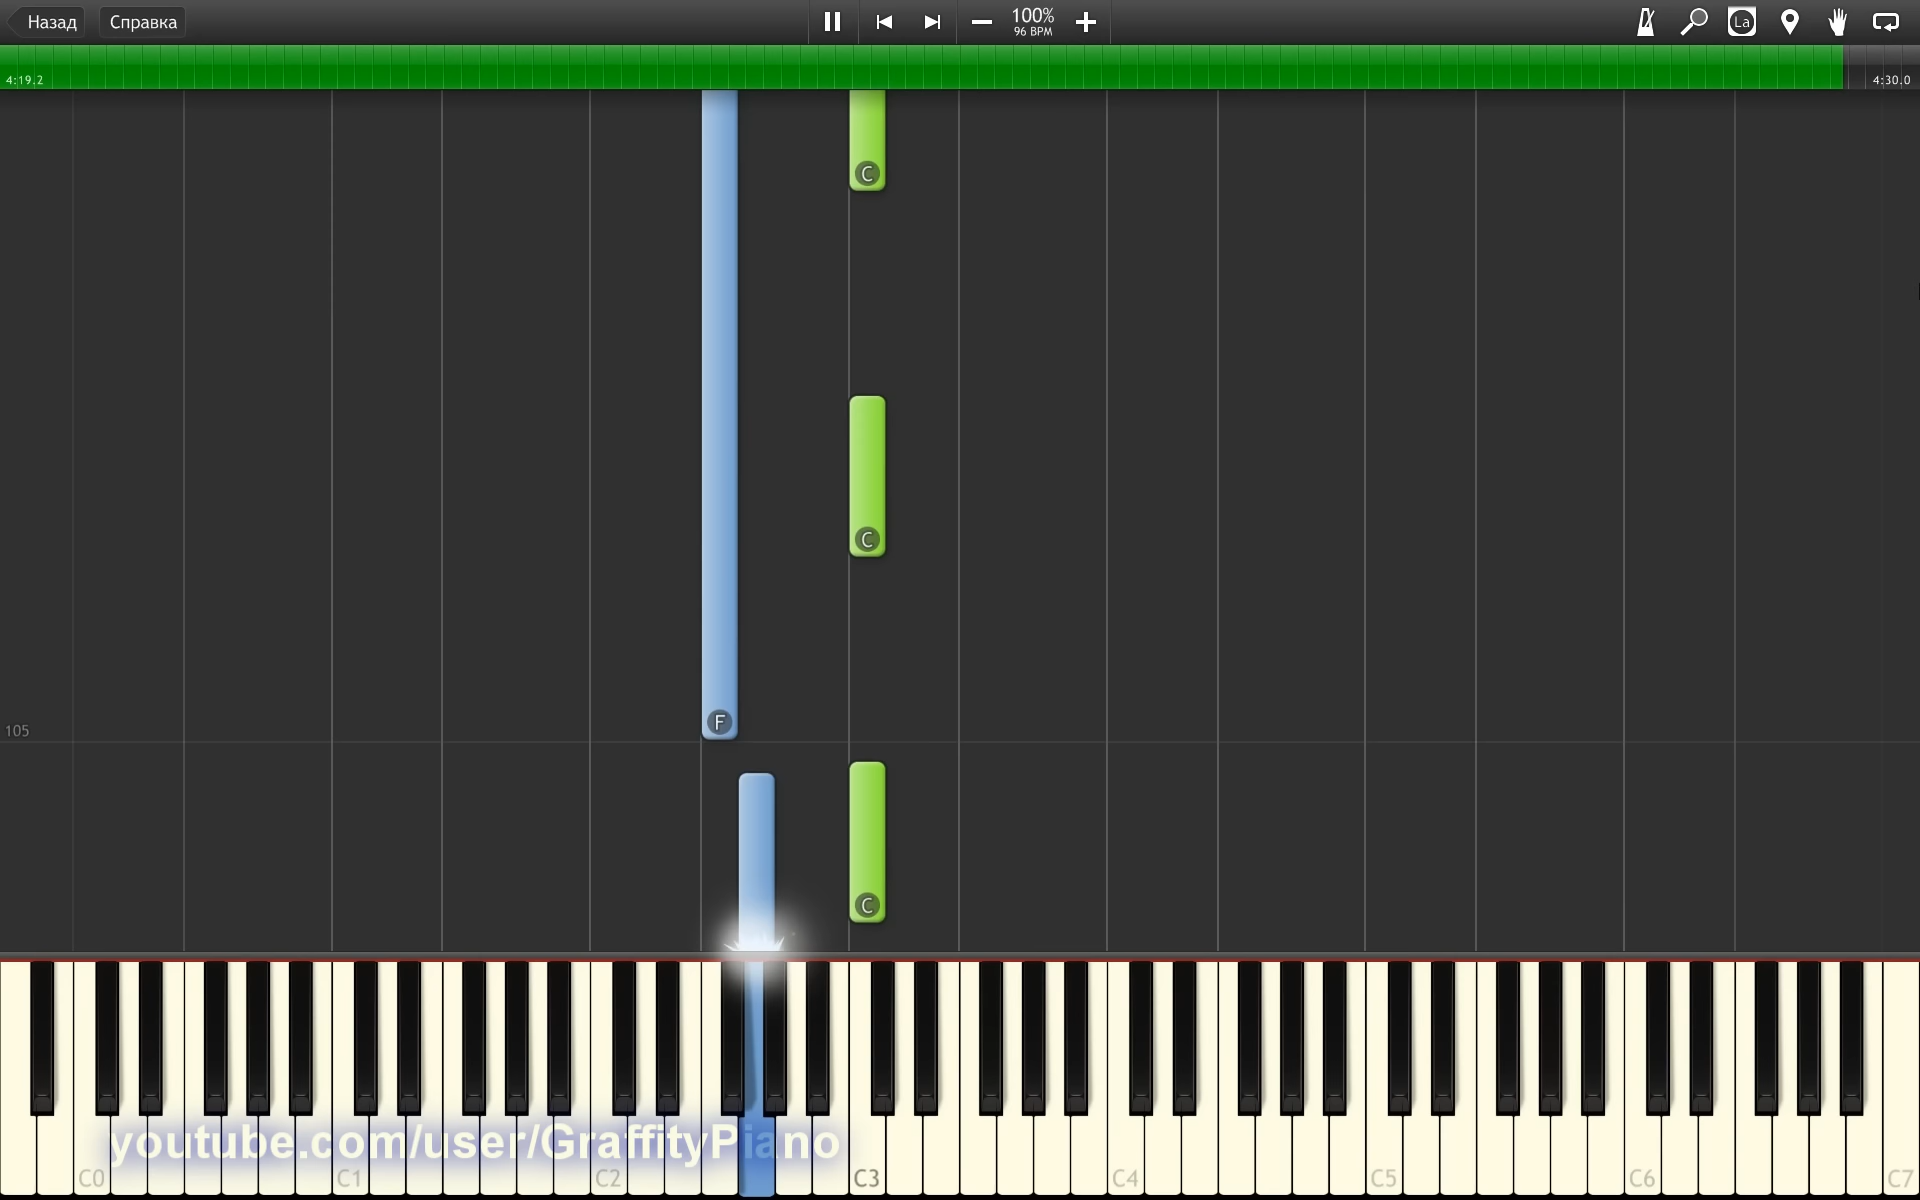 Назад Справка 100% La
96 BPM
4:19.2 4:30.0
C
C
F
105
C
youtube.com/user/GraffityPiano
C0 C1 C2 C3 C4 C5 C6 C7